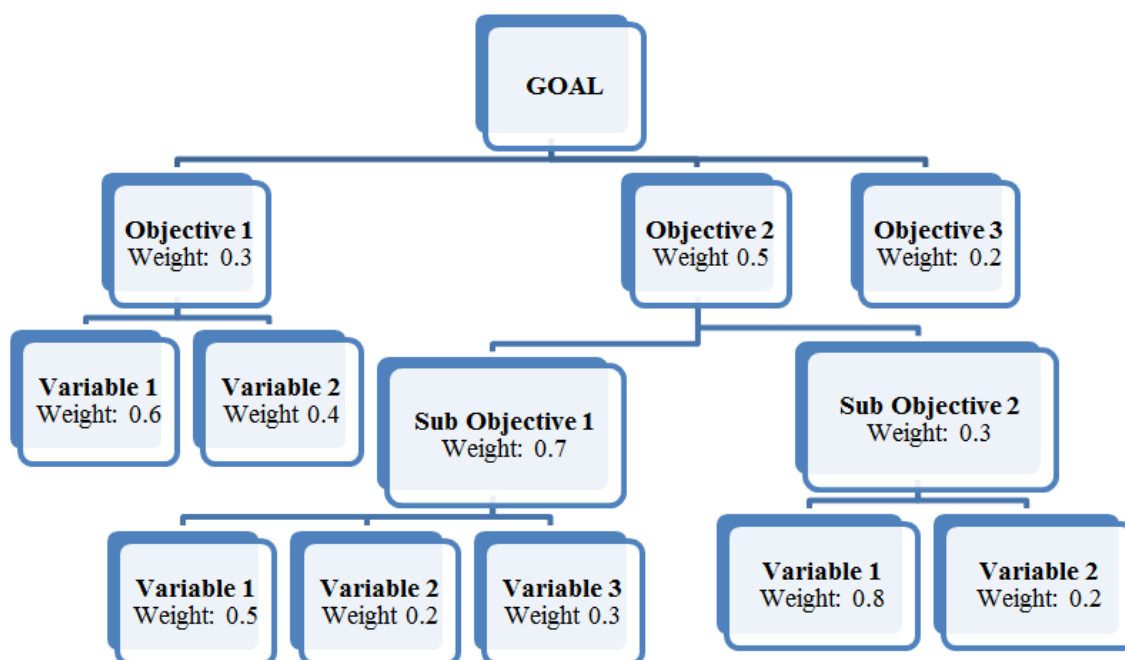 GOAL
Objective 1
Weight: 0.3
Objective 2
Weight 0.5
Objective 3
Weight: 0.2
Variable 1
Weight: 0.6
Variable 2
Weight 0.4
Sub Objective 1
Weight: 0.7
Sub Objective 2
Weight: 0.3
Variable 1
Weight: 0.5
Variable 2
Weight: 0.2
Variable 3
Weight: 0.3
Variable 1
Weight: 0.8
Variable 2
Weight: 0.2